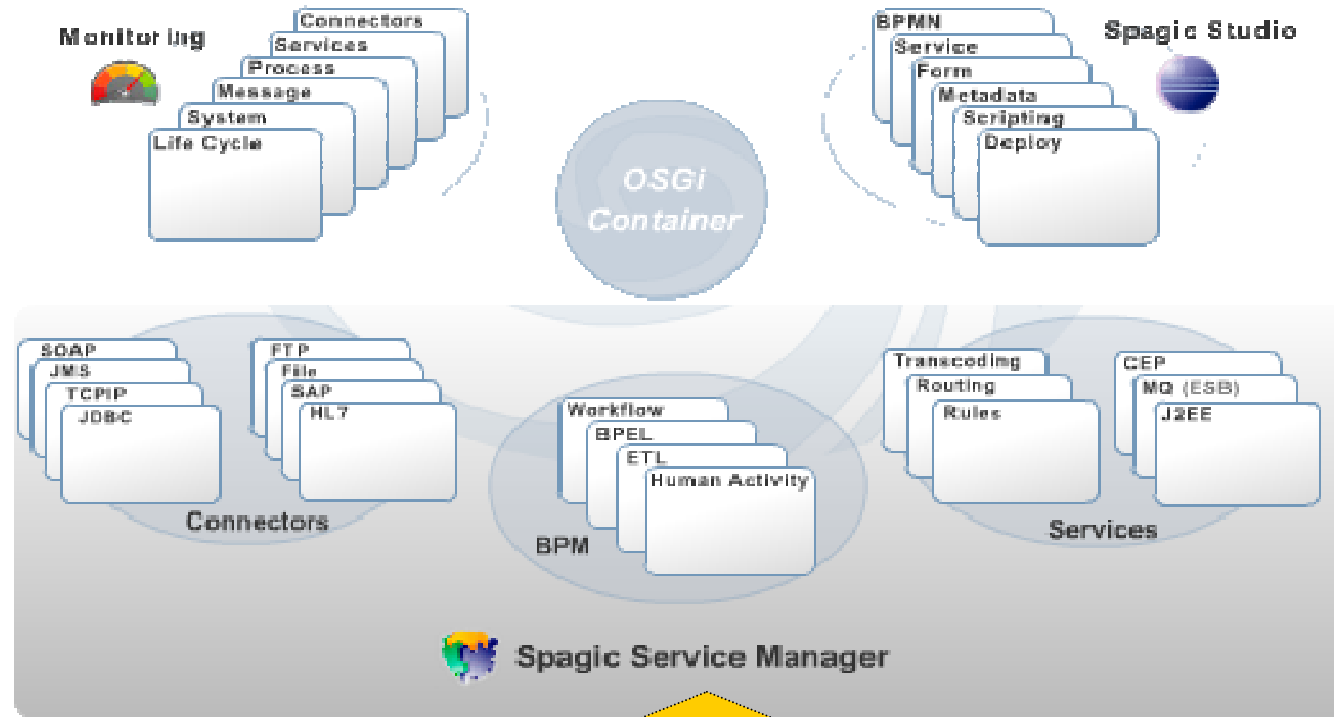 Monitoring
Connectors
Services
Process
Message
System
Life Cycle
OSGi
Container
BPMN
Service
Form
Metadata
Scripting
Deploy
Spagic Studio
SOAP
JMS
TCPIP
JDBC
FTP
File
SAP
HL7
Connectors
Workflow
BPEL
ETL
Human Activity
BPM
Transcoding
Routing
Rules
CEP
MQ (ESB)
J2EE
Services
Spagic Service Manager